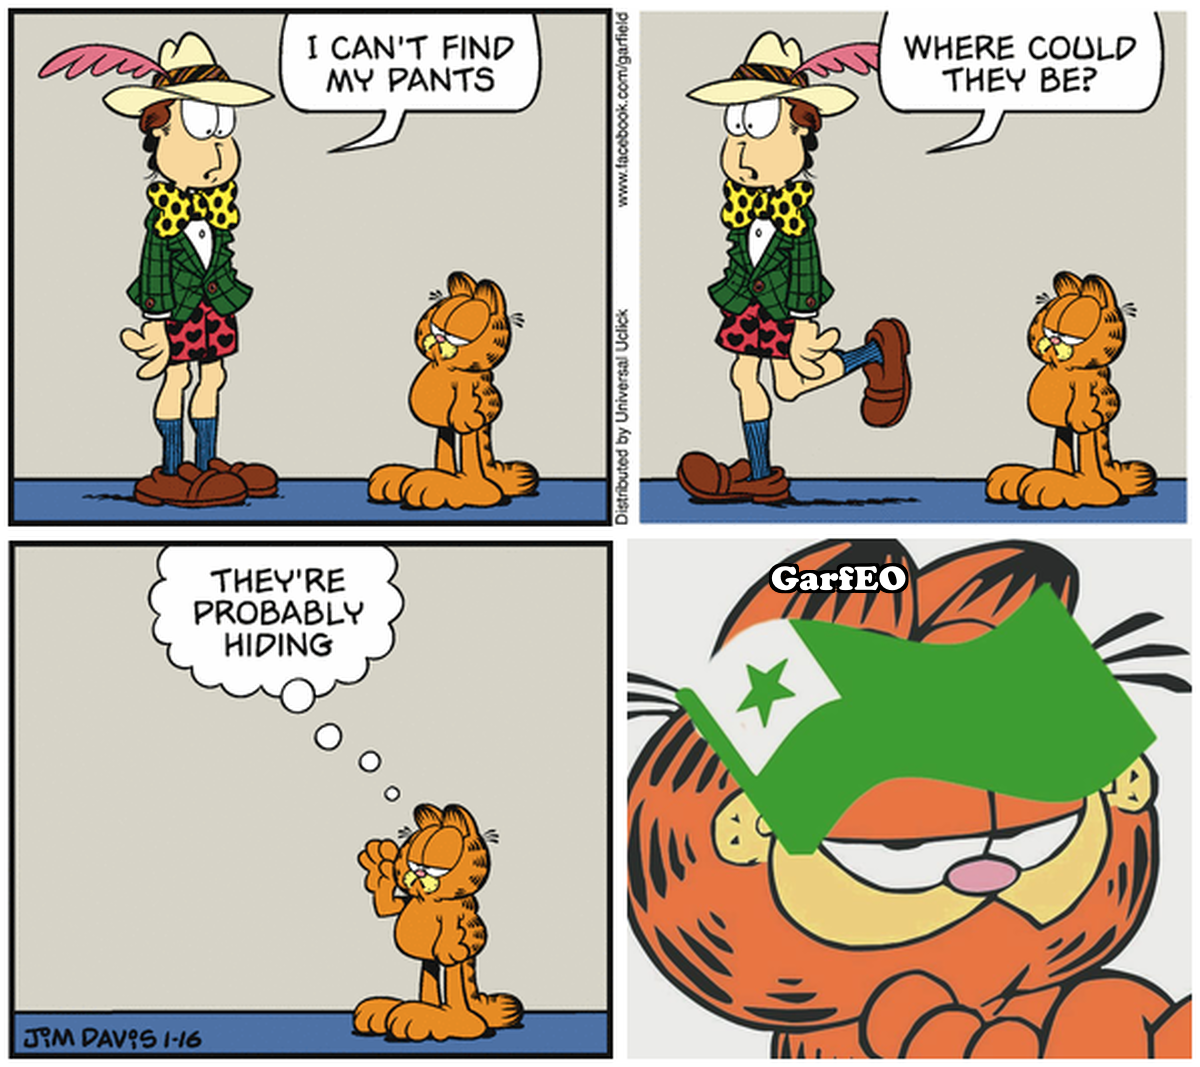 I CAN'T FIND
MY PANTS
www.facebook.com/garfield
Distributed by Universal Uclick
WHERE COULD
THEY BE?
THEY'RE
PROBABLY
HIDING
JIM DAVIS 1-16
GarfEO